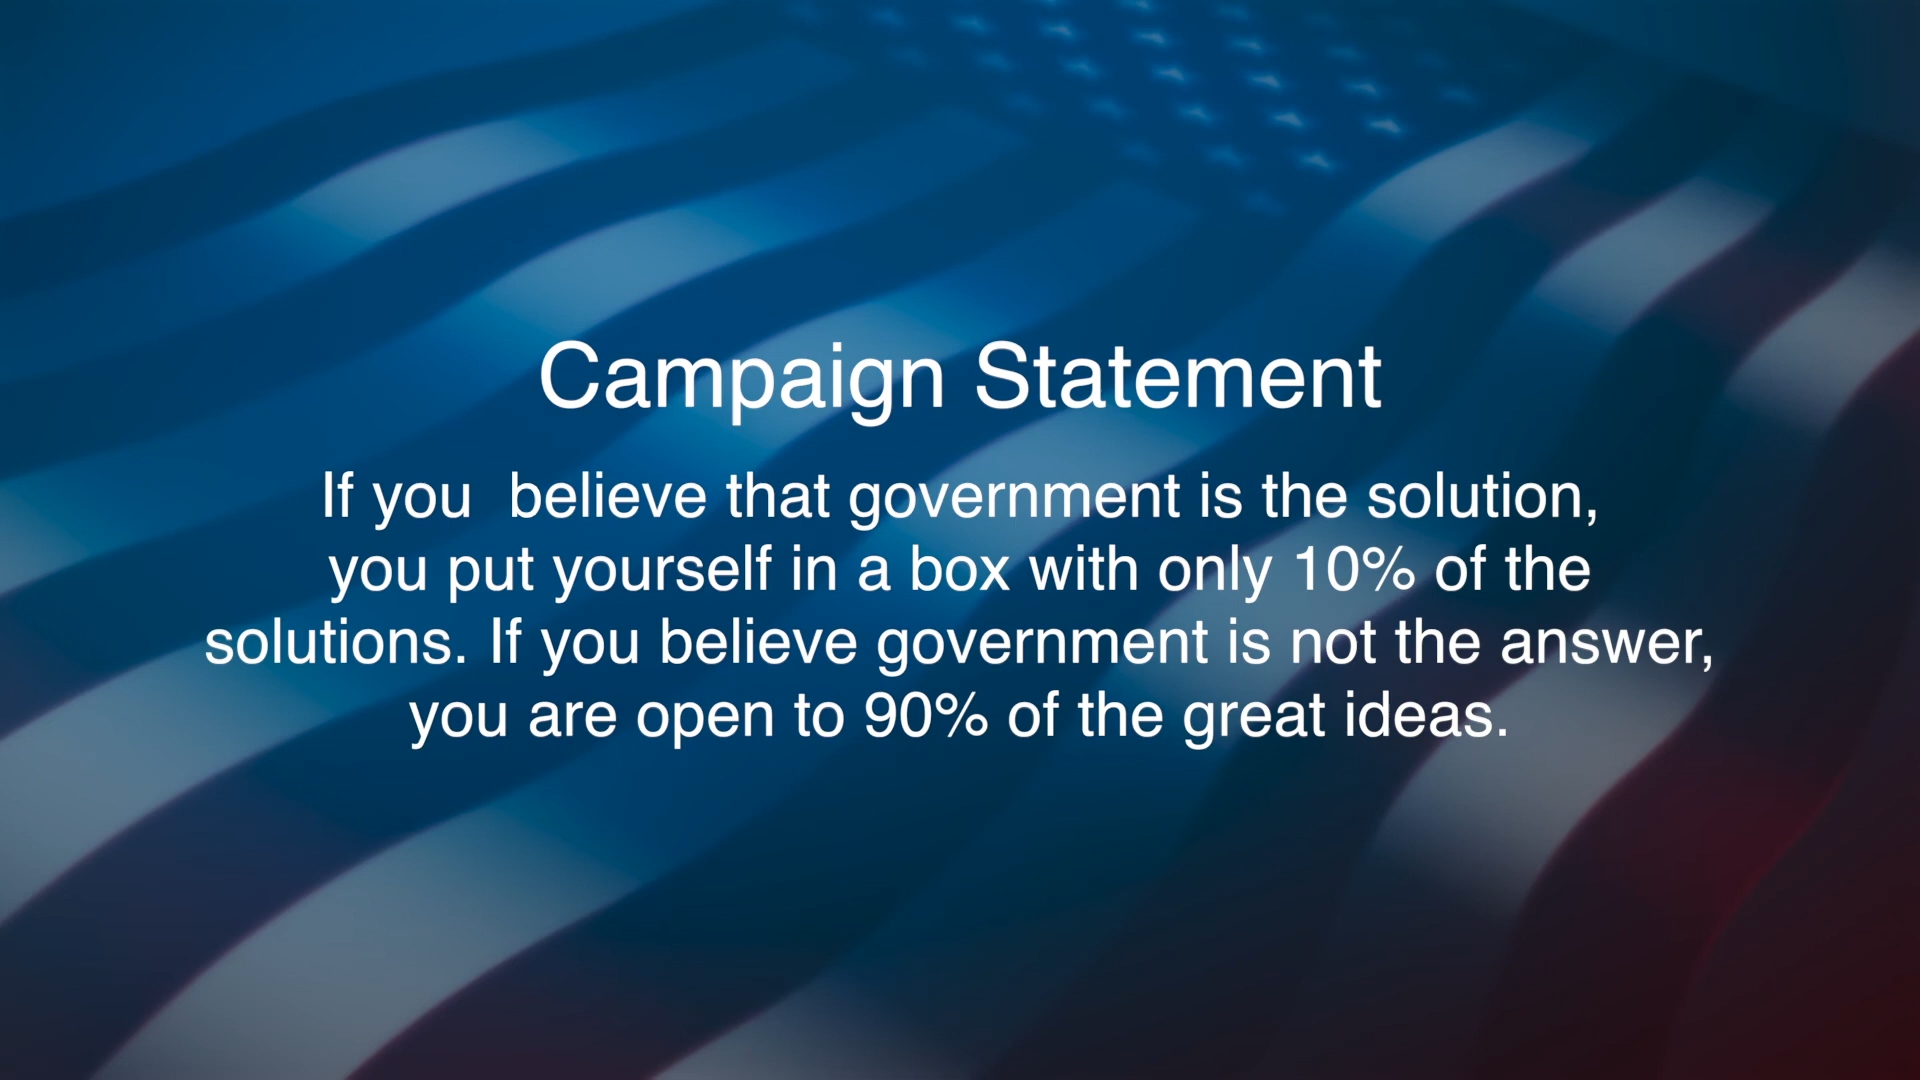 Campaign Statement
If you  believe that government is the solution,
you put yourself in a box with only 10% of the
solutions. If you believe government is not the answer,
you are open to 90% of the great ideas.